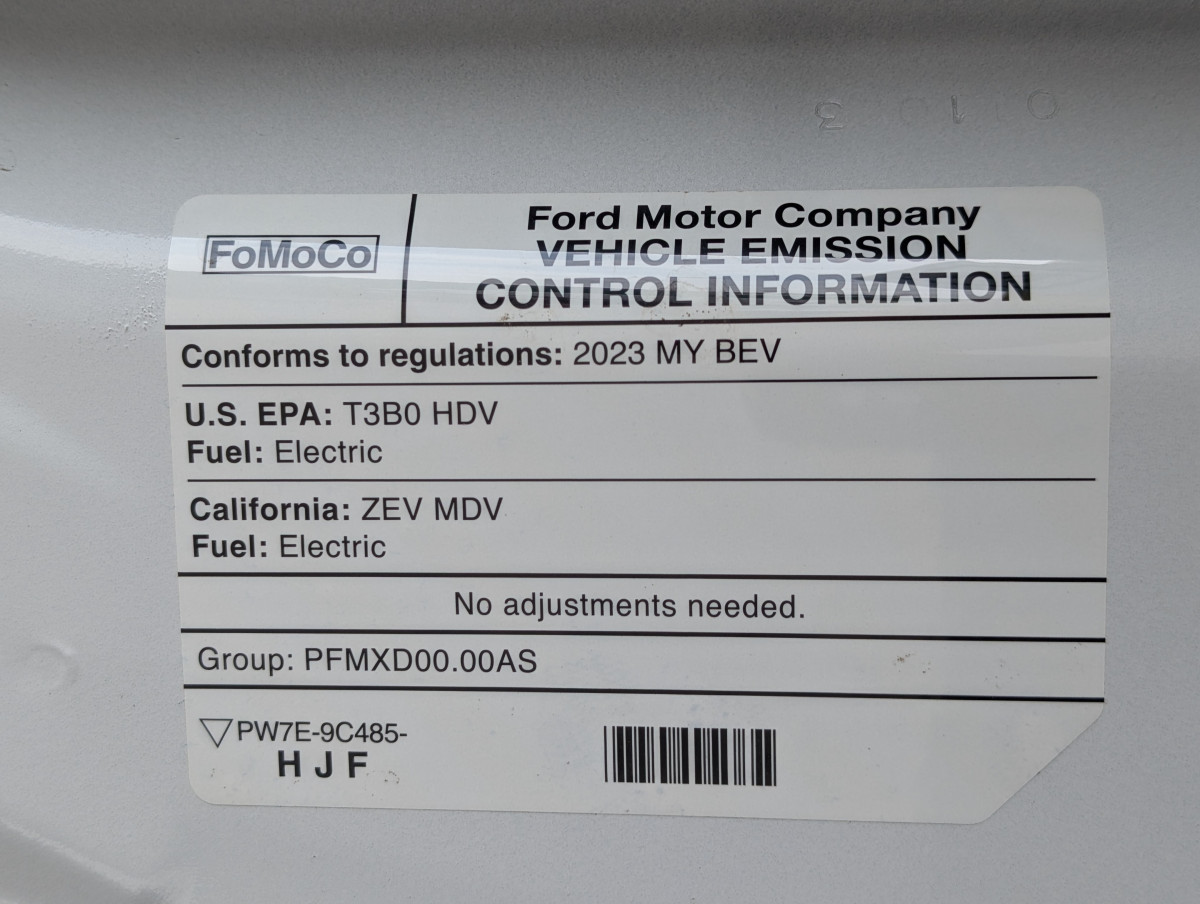 FoMoCo
Ford Motor Company
VEHICLE EMISSION
CONTROL INFORMATION
Conforms to regulations: 2023 MY BEV
U.S. EPA: T3B0 HDV
Fuel: Electric
California: ZEV MDV
Fuel: Electric
No adjustments needed.
Group: PFMXD00.00AS
PW7E-9C485-
H J F